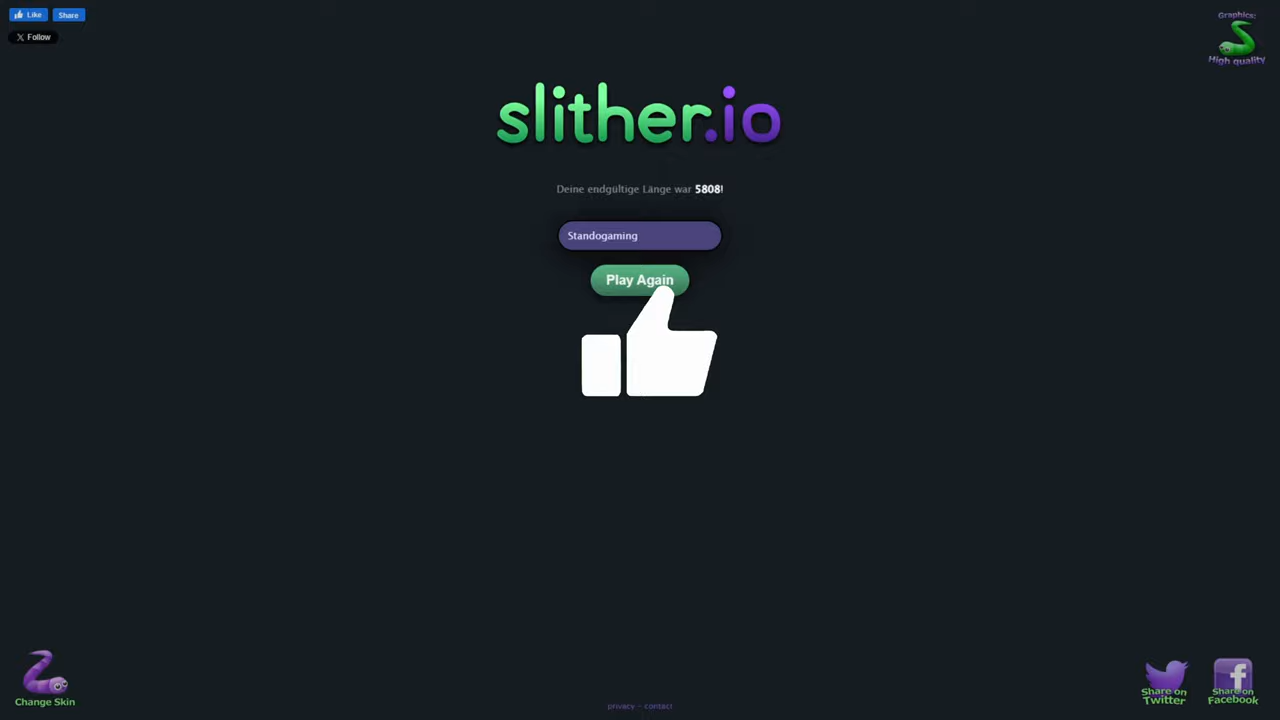 Like Share
Follow
Graphics:
High quality
slither.io
Deine endgültige Länge war 5808!
Standogaming
Play Again
Change Skin
privacy - contact
Share on
Twitter
Share on
Facebook